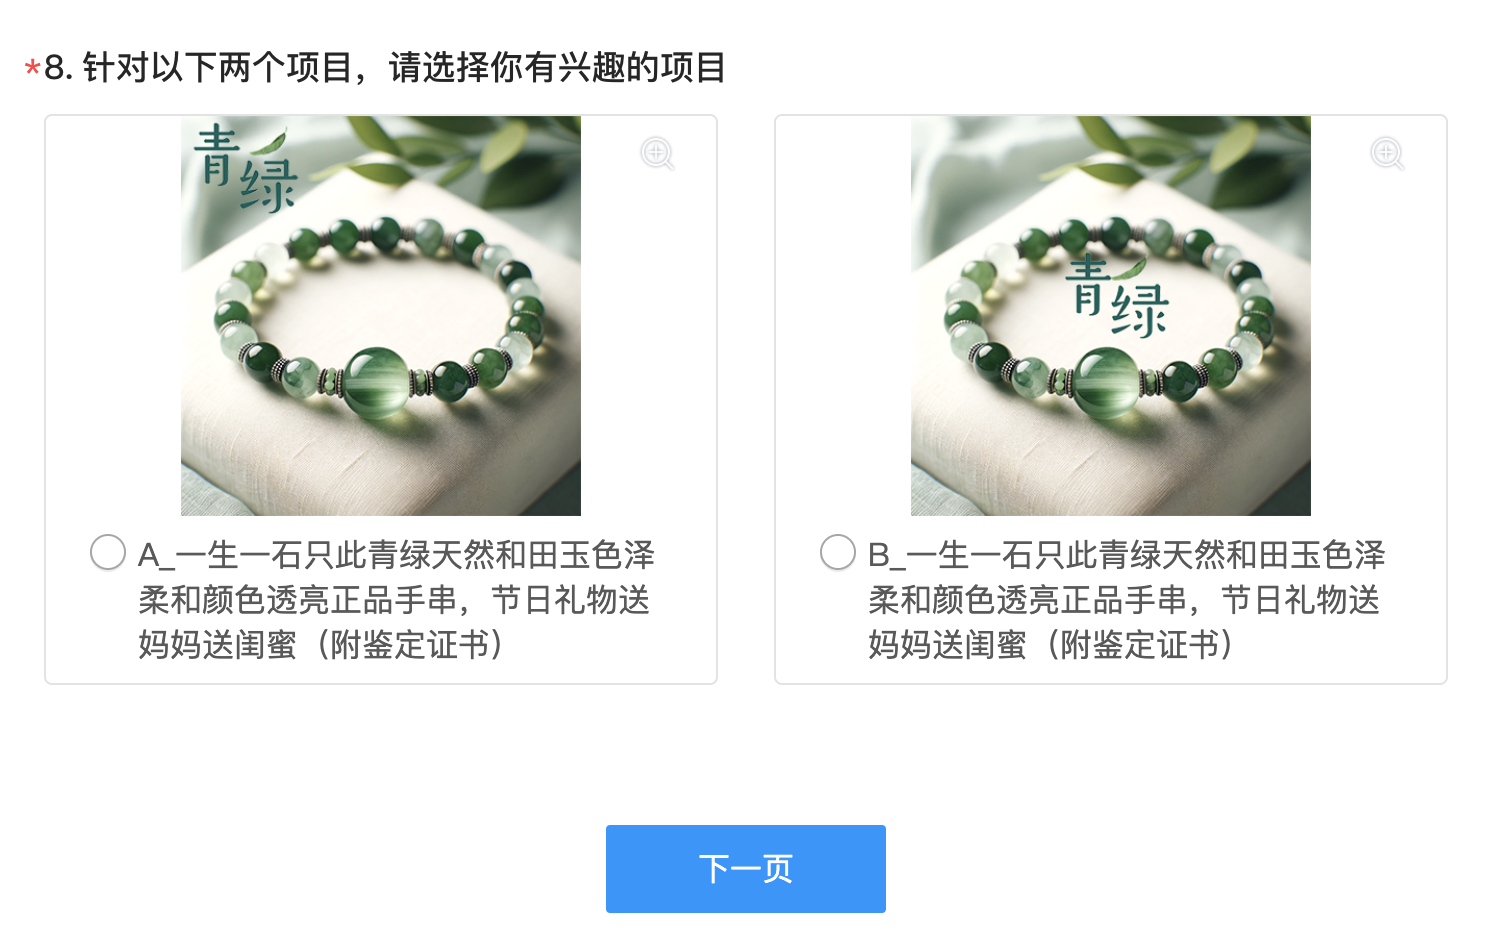 *8. 针对以下两个项目，请选择你有兴趣的项目
青绿
A_一生一石只此青绿天然和田玉色泽
柔和颜色透亮正品手串，节日礼物送
妈妈送闺蜜（附鉴定证书）
青绿
B_一生一石只此青绿天然和田玉色泽
柔和颜色透亮正品手串，节日礼物送
妈妈送闺蜜（附鉴定证书）
下一页